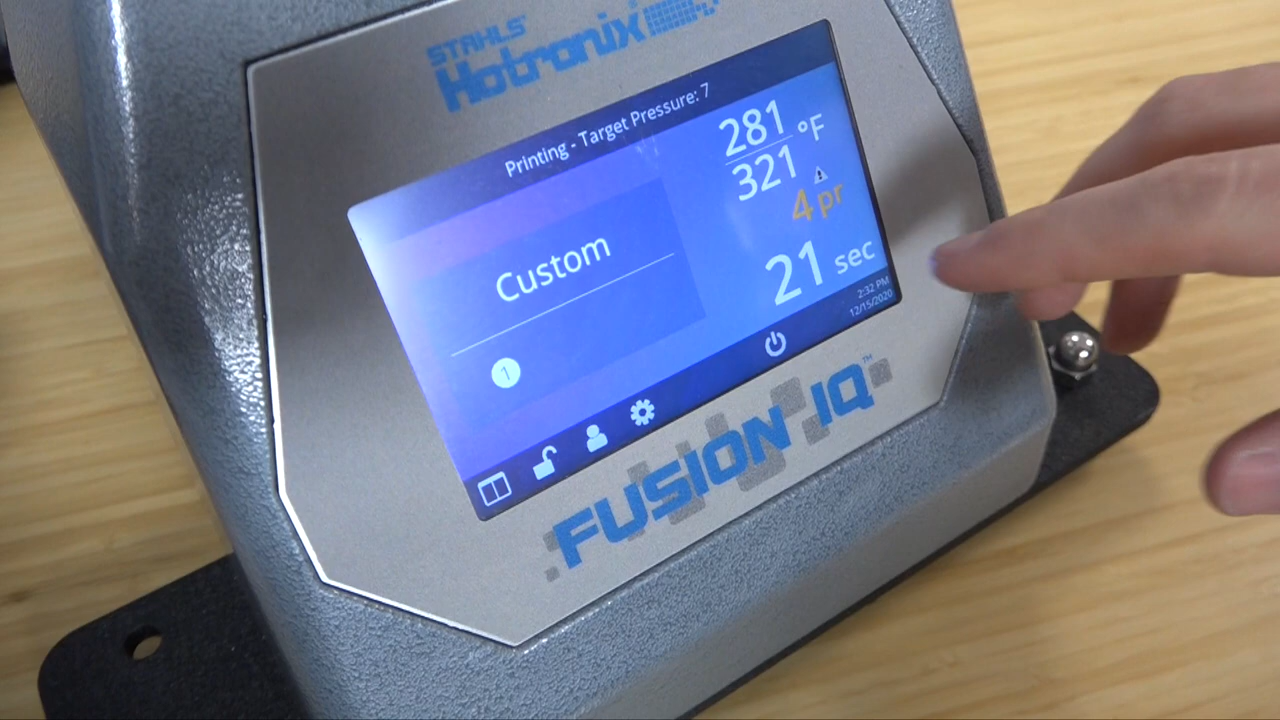 STAHLS'
Hotronix
Printing - Target Pressure: 7
281 °F
321
4 pr
21 sec
Custom
1
2:32 PM
12/15/2020
FUSION IQ™